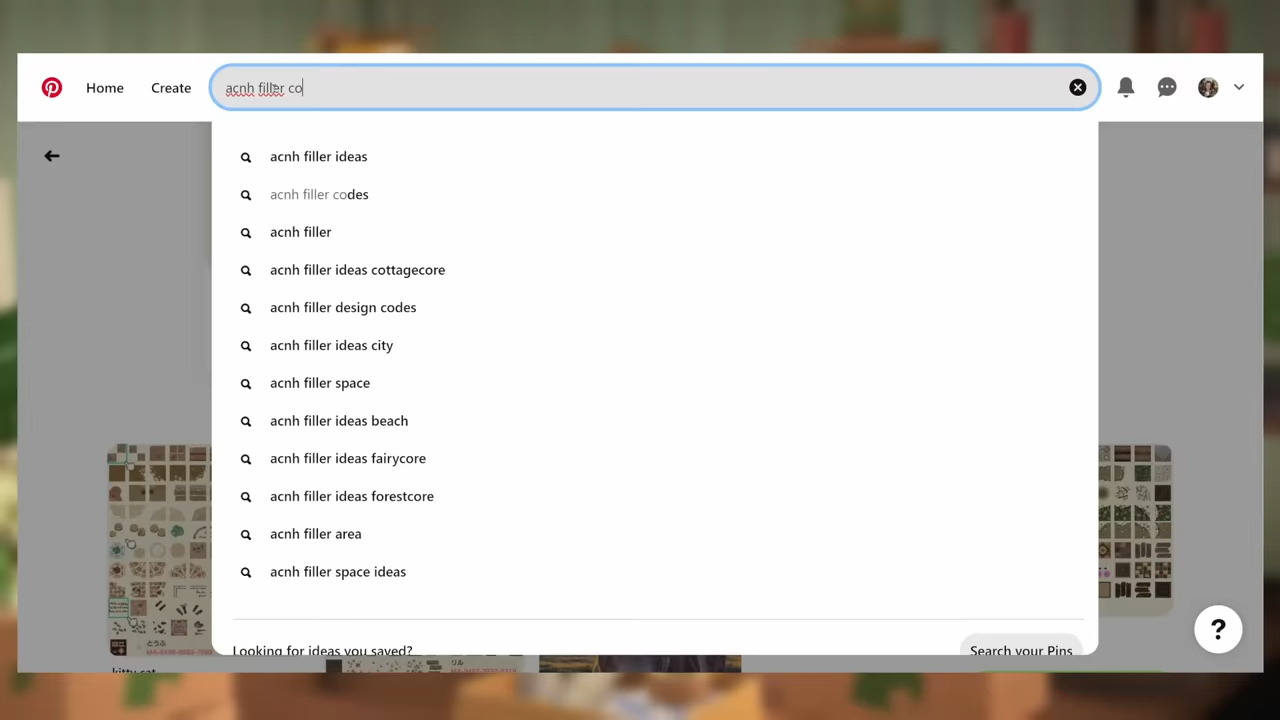 Home
Create
acnh filler co
acnh filler ideas
acnh filler codes
acnh filler
acnh filler ideas cottagecore
acnh filler design codes
acnh filler ideas city
acnh filler space
acnh filler ideas beach
acnh filler ideas fairycore
acnh filler ideas forestcore
acnh filler area
acnh filler space ideas
Looking for ideas you saved?
Search your Pins
?
kitty cat